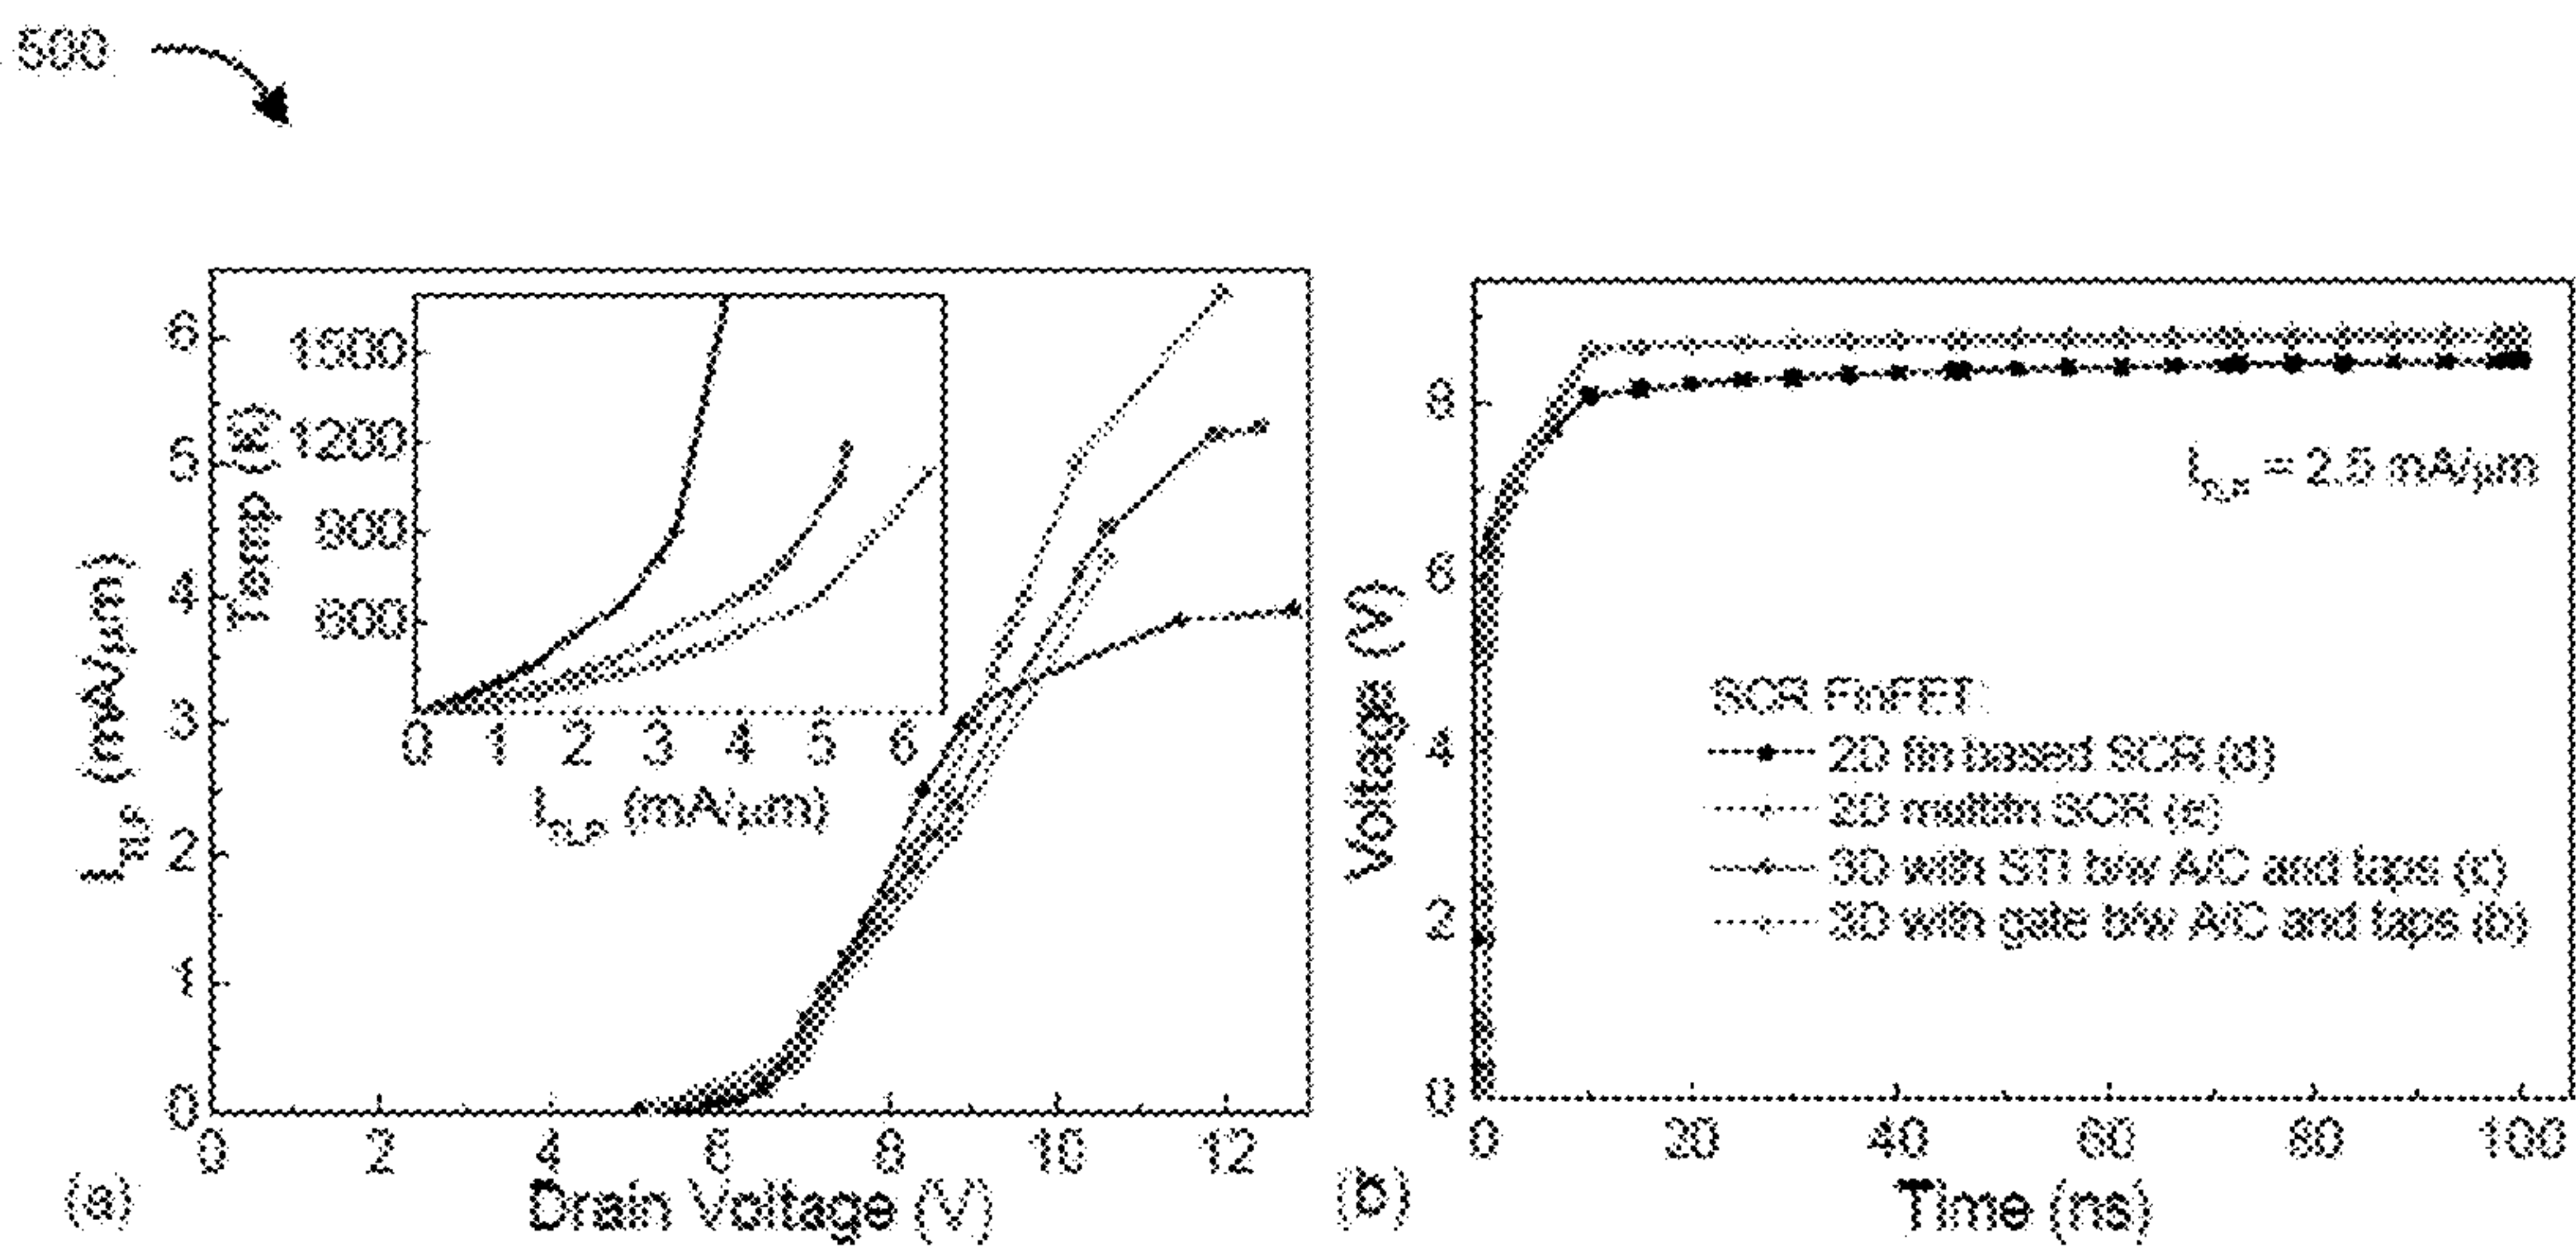 500
6
5
4
3
2
1
0
(mA/μm)
1500
1200
900
600
Temp (K)
0 1 2 3 4 5 6
(mA/μm)
0 2 4 6 8 10 12
(a) Drain Voltage (V)
8
6
4
2
0
Voltage (V)
= 2.5 mA/μm
SCR FinFET:
2D fin based SCR (d)
2D multifin SCR (e)
3D with STI b/w A/C and taps (c)
3D with gate b/w A/C and taps (b)
0 20 40 60 80 100
(b) Time (ns)